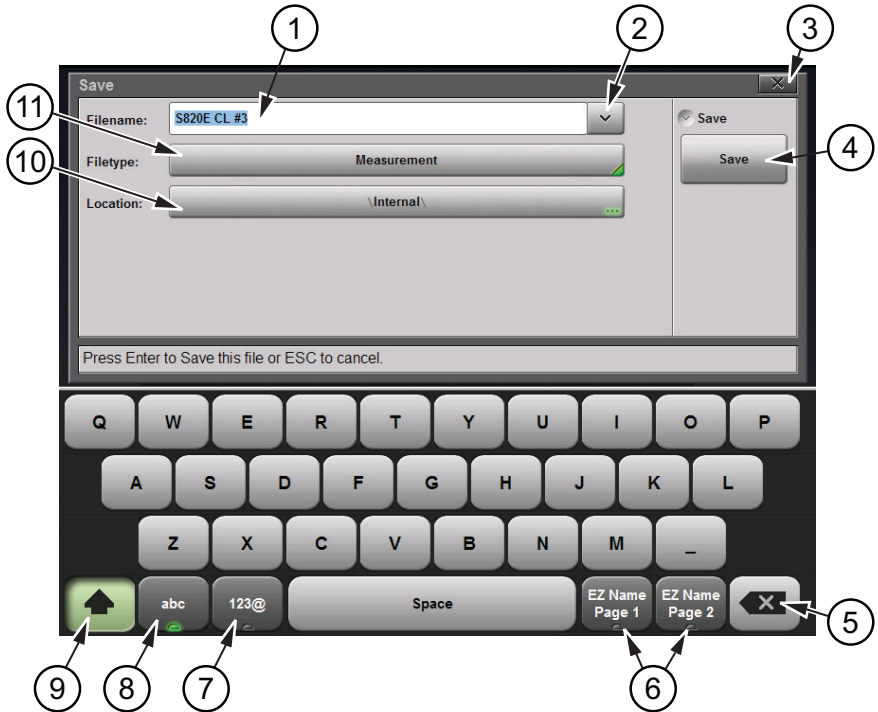 1 2 3
Save
11 Filename: S820E CL #3 Save
10 Filetype: Measurement Save 4
Location: \Internal\ ...
Press Enter to Save this file or ESC to cancel.
Q W E R T Y U I O P
A S D F G H J K L
Z X C V B N M _
abc 123@ Space EZ Name Page 1 EZ Name Page 2 5
9 8 7 6